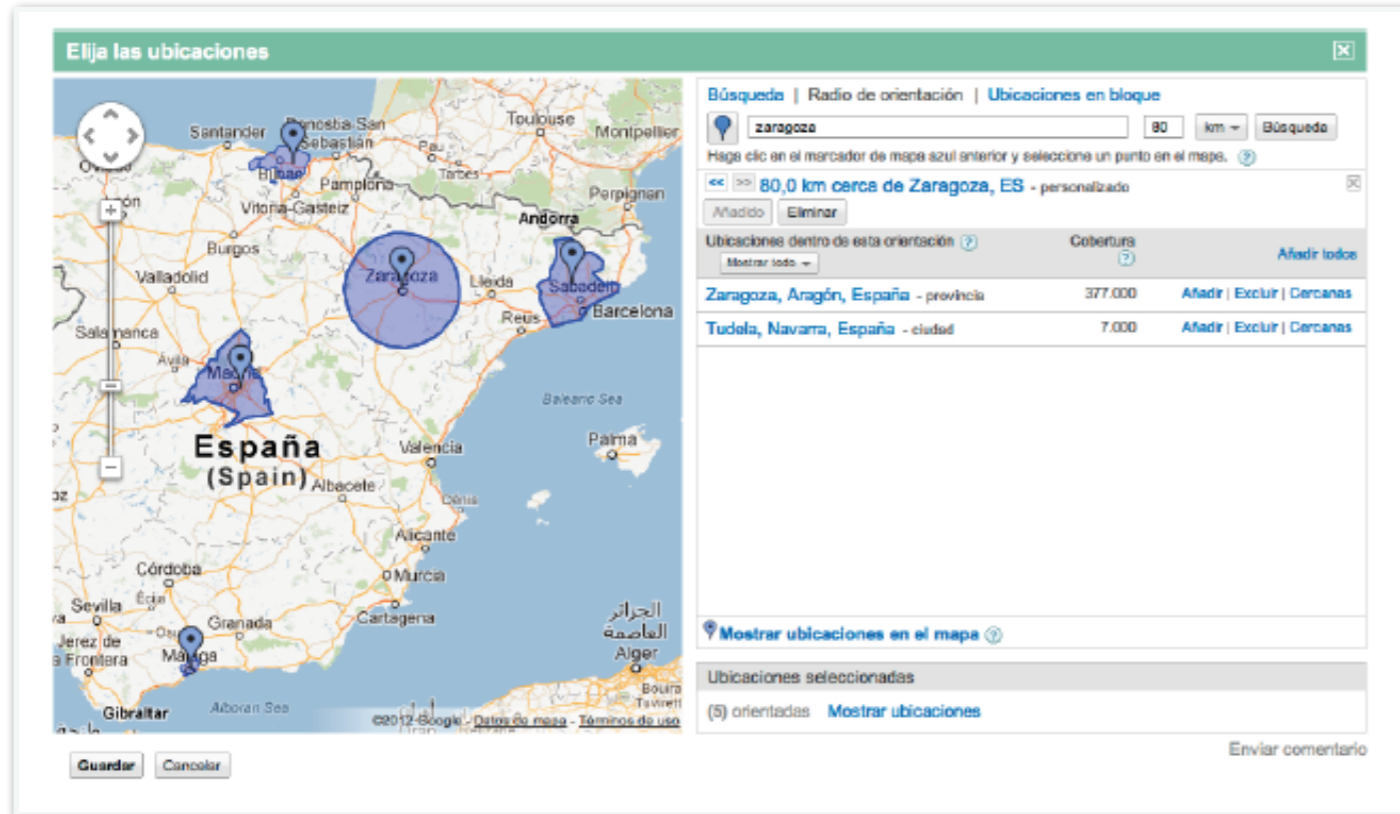 Elija las ubicaciones
Búsqueda | Radio de orientación | Ubicaciones en bloque
zaragoza 80 km Búsqueda
Haga clic en el marcador de mapa azul anterior y seleccione un punto en el mapa.
<< >> 80,0 km cerca de Zaragoza, ES - personalizado
Añadido Eliminar
Ubicaciones dentro de esta orientación Cobertura
Mostrar todo Añadir todos
Zaragoza, Aragón, España - provincia 377.000 Añadir | Excluir | Cercanas
Tudela, Navarra, España - ciudad 7.000 Añadir | Excluir | Cercanas
Mostrar ubicaciones en el mapa
Ubicaciones seleccionadas
(5) orientadas Mostrar ubicaciones
Enviar comentario
Santander
Sebastián
Toulouse
Montpellier
Pau
Tarbes
Bilbao
Pamplona
Vitoria-Gasteiz
Perpignan
Andorra
Burgos
Valladolid
Zaragoza
Lleida
Sabadell
Barcelona
Reus
Salamanca
Ávila
Madrid
Balearic Sea
España
(Spain)
Valencia
Palma
Albacete
Dénia
Alicante
Murcia
Córdoba
Écija
Sevilla
Granada
Cartagena
Jerez de
Frontera
Málaga
الجزائر
العاصمة
Alger
Bouira
Gibraltar
Alboran Sea
©2012 Google - Datos de mapa - Términos de uso
Guardar Cancelar